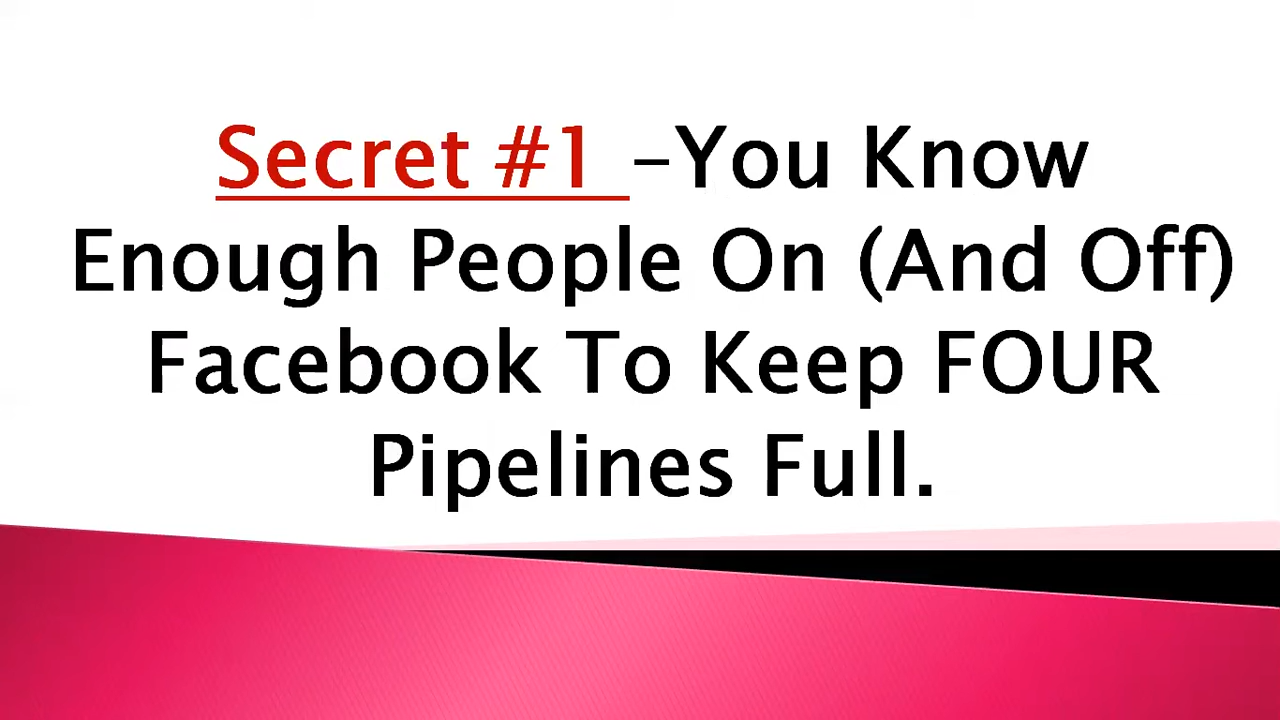 Secret #1 -You Know
Enough People On (And Off)
Facebook To Keep FOUR
Pipelines Full.